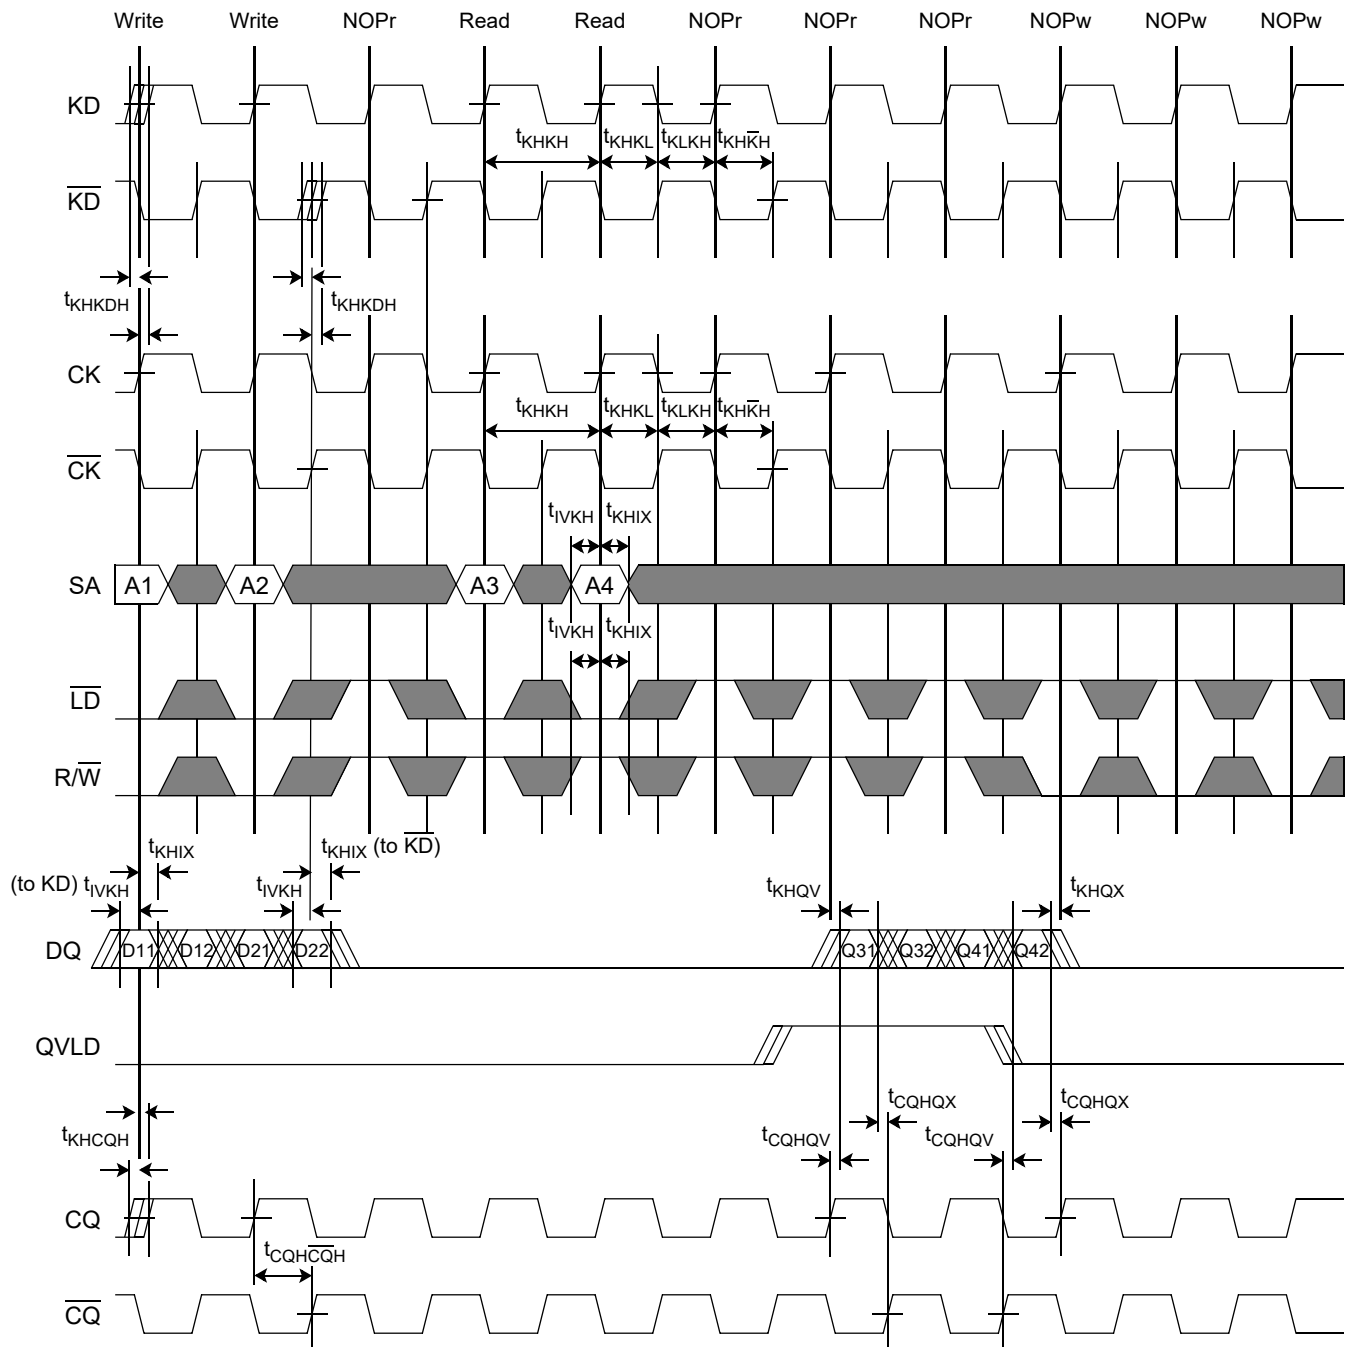 Write Write NOPr Read Read NOPr NOPr NOPr NOPw NOPw NOPw
KD
tKHKH tKHKL tKLKH tKHK̅H
K̅D̅
tKHKDH tKHKDH
CK
tKHKH tKHKL tKLKH tKHK̅H
C̅K̅
tIVKH tKHIX
SA A1 A2 A3 A4
tIVKH tKHIX
L̅D̅
R/W̅
tKHIX tKHIX (to K̅D̅)
(to KD) tIVKH tIVKH tKHQV tKHQX
DQ D11 D12 D21 D22 Q31 Q32 Q41 Q42
QVLD
tCQHQX tCQHQX
tKHCQH tCQHQV tCQHQV
CQ
tCQHC̅Q̅H
C̅Q̅